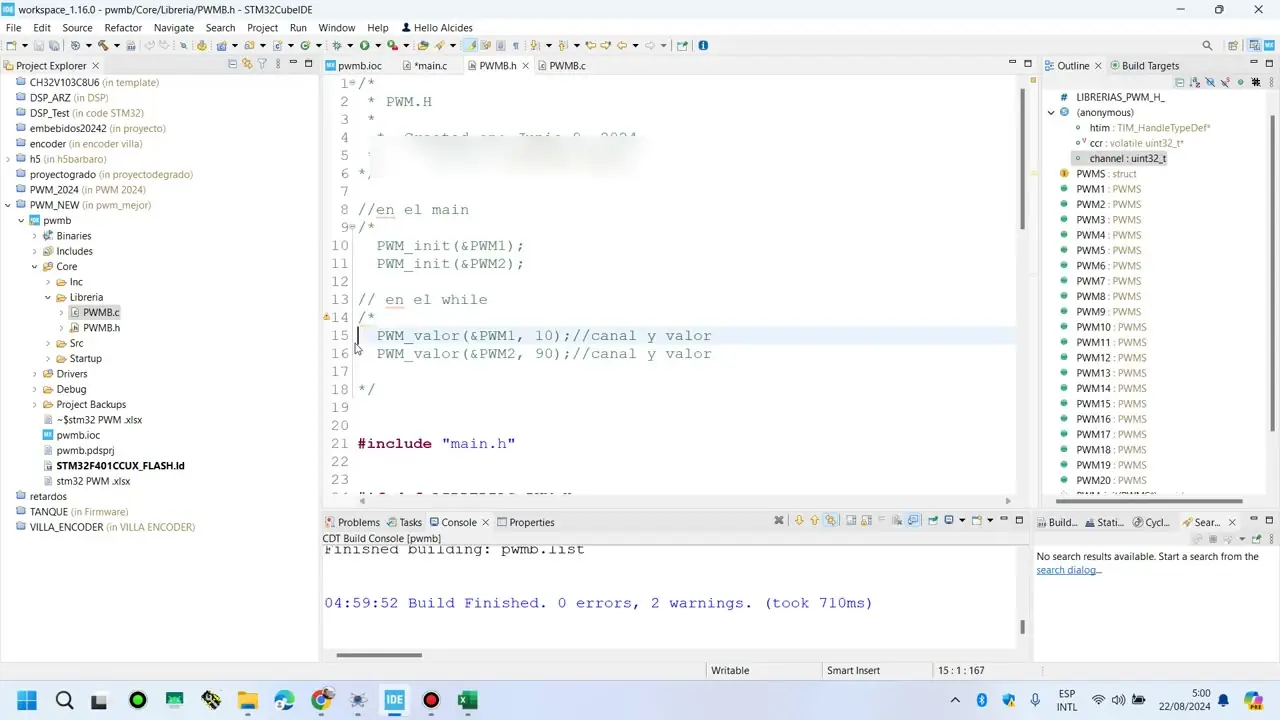 workspace_1.16.0 - pwmb/Core/Libreria/PWMB.h - STM32CubeIDE
File Edit Source Refactor Navigate Search Project Run Window Help Hello Alcides
Project Explorer
CH32V103C8U6 (in template)
DSP_ARZ (in DSP)
DSP_Test (in code STM32)
embebidos20242 (in proyecto)
encoder (in encoder villa)
h5 (in h5barbaro)
proyectogrado (in proyectodegrado)
PWM_2024 (in PWM 2024)
PWM_NEW (in pwm_mejor)
pwmb
Binaries
Includes
Core
Inc
Libreria
PWMB.c
PWMB.h
Src
Startup
Drivers
Debug
Project Backups
~$stm32 PWM .xlsx
pwmb.ioc
pwmb.pdsprj
STM32F401CCUX_FLASH.ld
stm32 PWM .xlsx
retardos
TANQUE (in Firmware)
VILLA_ENCODER (in VILLA ENCODER)
pwmb.ioc *main.c PWMB.h PWMB.c
1 /*
2 * PWM.H
3 *
4 * Created on: Junio 9, 2024
5 *
6 */
7
8 //en el main
9 /*
10 PWM_init(&PWM1);
11 PWM_init(&PWM2);
12
13 // en el while
14 /*
15 PWM_valor(&PWM1, 10);//canal y valor
16 PWM_valor(&PWM2, 90);//canal y valor
17
18 */
19
20
21 #include "main.h"
22
23
Outline Build Targets
# LIBRERIAS_PWM_H_
(anonymous)
htim : TIM_HandleTypeDef*
ccr : volatile uint32_t*
channel : uint32_t
PWMS : struct
PWM1 : PWMS
PWM2 : PWMS
PWM3 : PWMS
PWM4 : PWMS
PWM5 : PWMS
PWM6 : PWMS
PWM7 : PWMS
PWM8 : PWMS
PWM9 : PWMS
PWM10 : PWMS
PWM11 : PWMS
PWM12 : PWMS
PWM13 : PWMS
PWM14 : PWMS
PWM15 : PWMS
PWM16 : PWMS
PWM17 : PWMS
PWM18 : PWMS
PWM19 : PWMS
PWM20 : PWMS
Problems Tasks Console Properties
CDT Build Console [pwmb]
Finished building: pwmb.list
04:59:52 Build Finished. 0 errors, 2 warnings. (took 710ms)
Build... Stati... Cycl... Sear...
No search results available. Start a search from the
search dialog...
Writable Smart Insert 15 : 1 : 167
IDE
ESP
INTL
5:00
22/08/2024